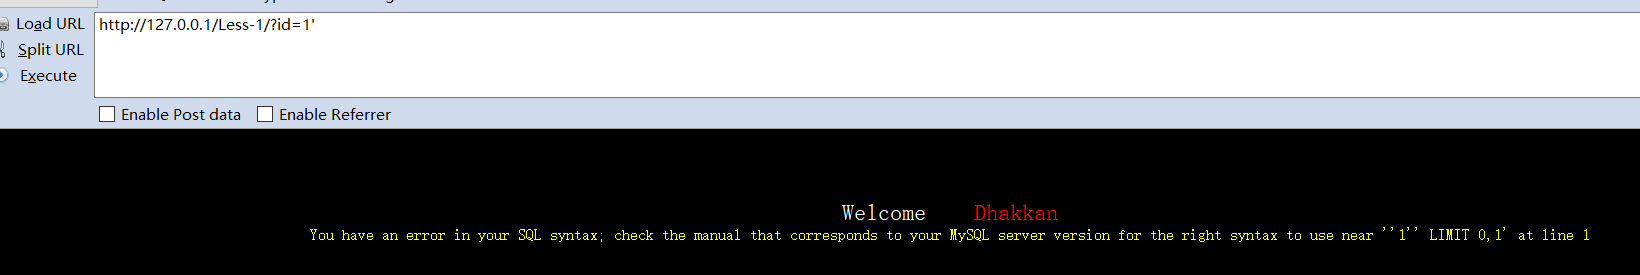 Load URL
http://127.0.0.1/Less-1/?id=1'
Split URL
Execute
Enable Post data
Enable Referrer
Welcome Dhakkan
You have an error in your SQL syntax; check the manual that corresponds to your MySQL server version for the right syntax to use near ''1'' LIMIT 0,1' at line 1